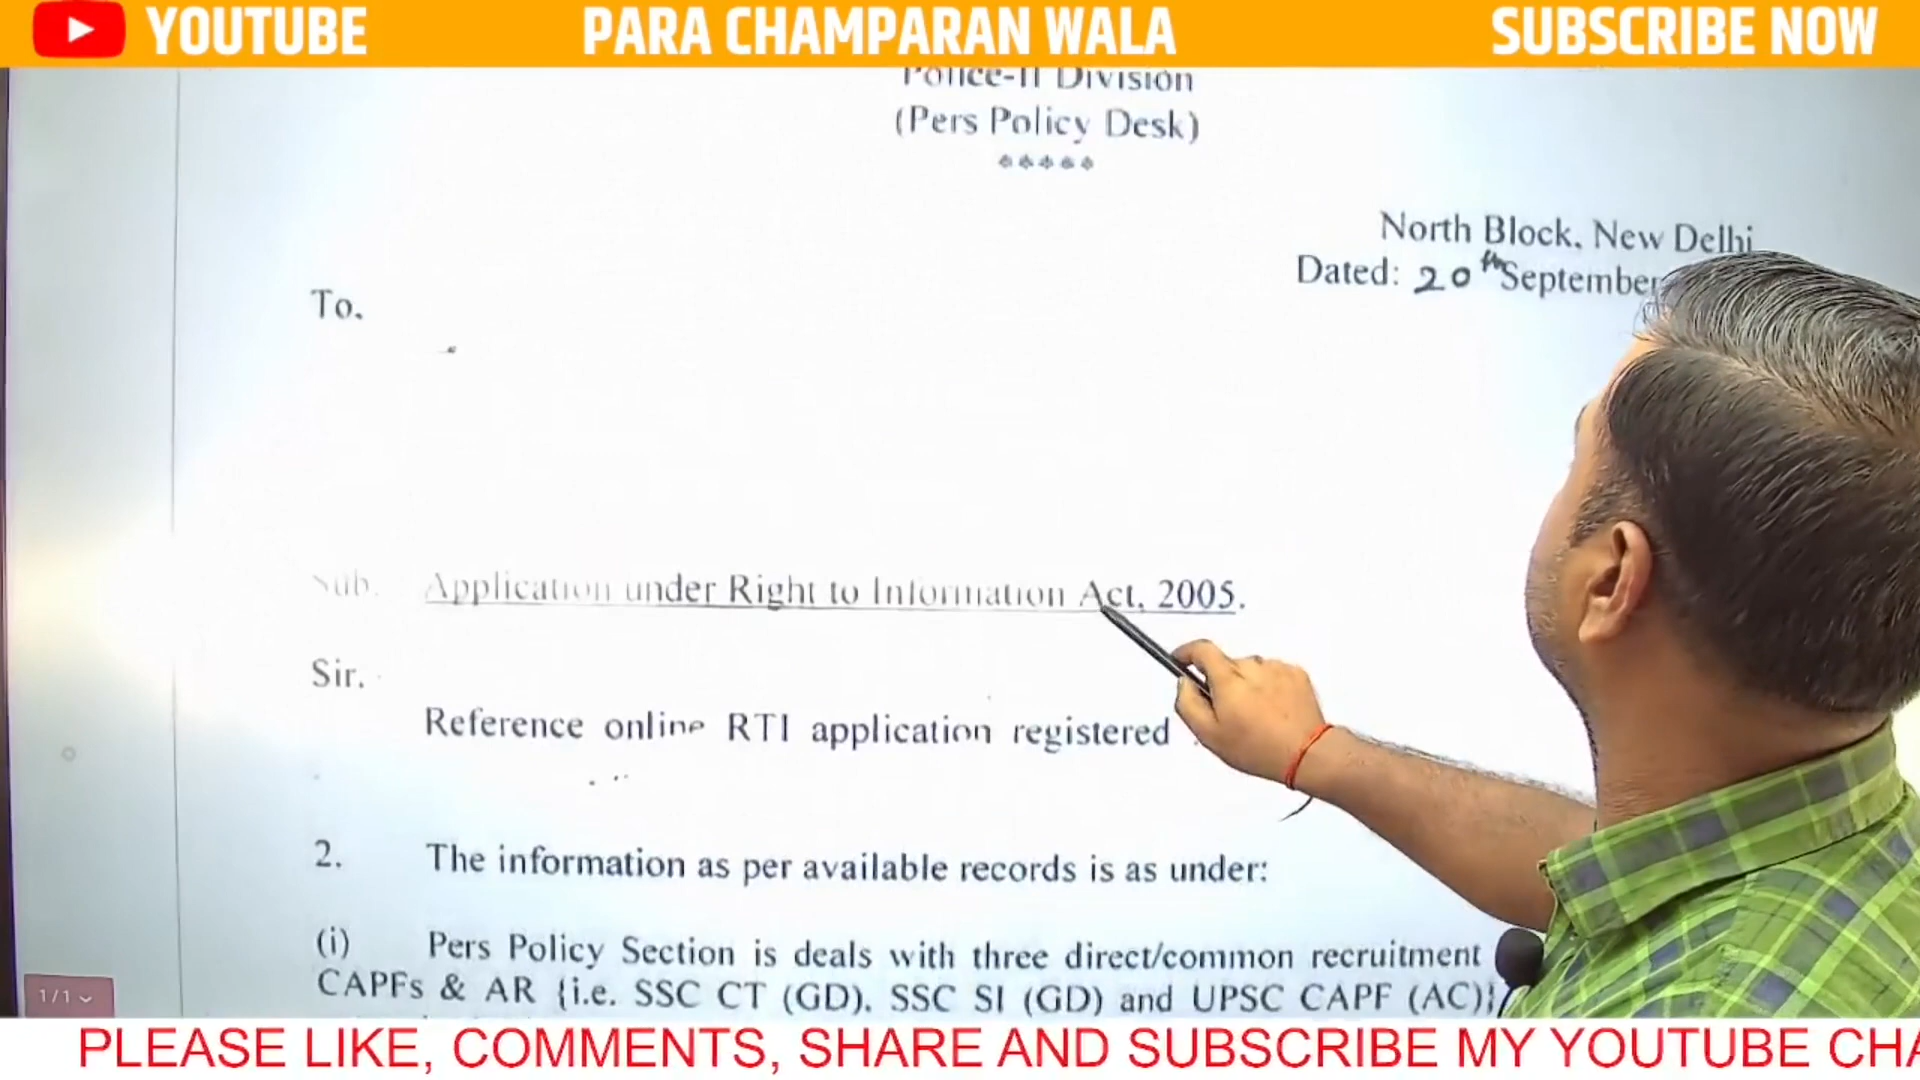 YOUTUBE PARA CHAMPARAN WALA SUBSCRIBE NOW
Police-II Division
(Pers Policy Desk)
*****
North Block, New Delhi
Dated: 20th September
To,
Sub. Application under Right to Information Act, 2005.
Sir,
Reference online RTI application registered
2. The information as per available records is as under:
(i) Pers Policy Section is deals with three direct/common recruitment
CAPFs & AR {i.e. SSC CT (GD), SSC SI (GD) and UPSC CAPF (AC)}
1/1
PLEASE LIKE, COMMENTS, SHARE AND SUBSCRIBE MY YOUTUBE CHA